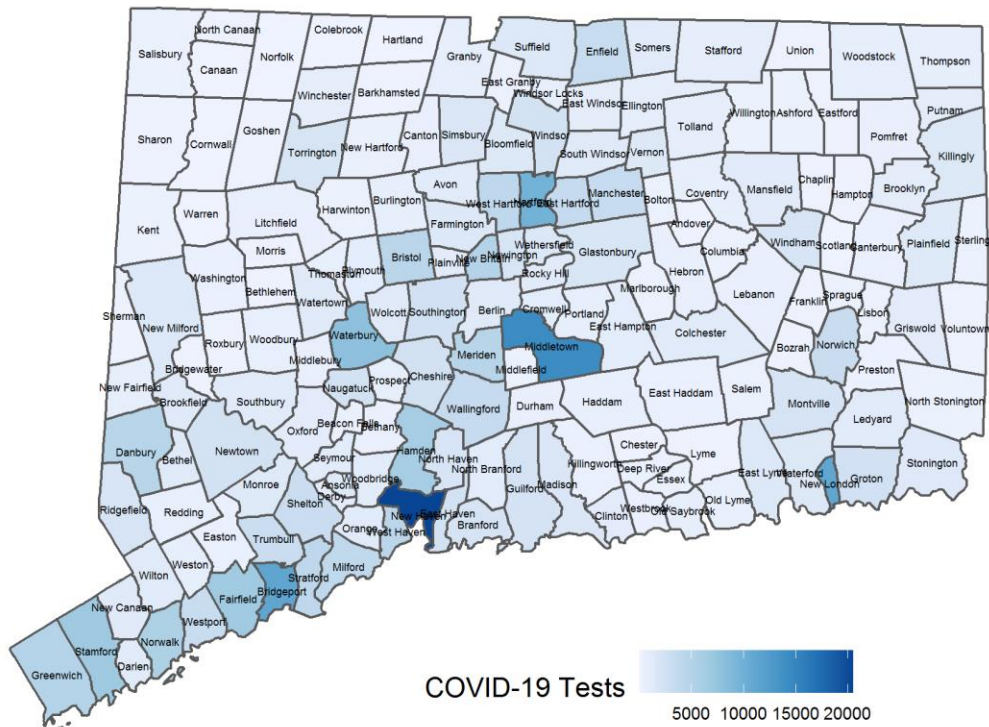 North Canaan
Colebrook
Hartland
Suffield
Enfield
Somers
Stafford
Union
Woodstock
Thompson
Salisbury
Canaan
Norfolk
Granby
East Granby
Windsor Locks
Winchester
Barkhamsted
East Windsor
Ellington
Willington
Ashford
Eastford
Putnam
Sharon
Cornwall
Goshen
Torrington
New Hartford
Canton
Simsbury
Bloomfield
Windsor
South Windsor
Vernon
Tolland
Pomfret
Killingly
Avon
West Hartford
Hartford
East Hartford
Manchester
Bolton
Coventry
Mansfield
Chaplin
Hampton
Brooklyn
Kent
Warren
Litchfield
Harwinton
Burlington
Farmington
Andover
Morris
Bristol
Plainville
New Britain
Newington
Wethersfield
Glastonbury
Columbia
Windham
Scotland
Canterbury
Plainfield
Sterling
Washington
Bethlehem
Thomaston
Plymouth
Rocky Hill
Hebron
Marlborough
Lebanon
Franklin
Sprague
Lisbon
Sherman
New Milford
Watertown
Wolcott
Southington
Berlin
Cromwell
Portland
East Hampton
Colchester
Griswold
Voluntown
Roxbury
Woodbury
Waterbury
Middletown
Bozrah
Norwich
Bridgewater
Middlebury
Meriden
Middlefield
Preston
New Fairfield
Brookfield
Southbury
Naugatuck
Prospect
Cheshire
Wallingford
Durham
Haddam
East Haddam
Salem
Montville
North Stonington
Oxford
Beacon Falls
Bethany
Ledyard
Danbury
Bethel
Newtown
Seymour
Hamden
North Haven
Chester
Lyme
Monroe
Ansonia
Woodbridge
North Branford
Guilford
Madison
Killingworth
Deep River
Essex
East Lyme
Waterford
New London
Groton
Stonington
Ridgefield
Redding
Shelton
Derby
Orange
New Haven
East Haven
West Haven
Branford
Clinton
Westbrook
Old Saybrook
Old Lyme
Easton
Trumbull
Wilton
Weston
Stratford
Milford
New Canaan
Westport
Fairfield
Bridgeport
Greenwich
Stamford
Darien
Norwalk
COVID-19 Tests
5000 10000 15000 20000